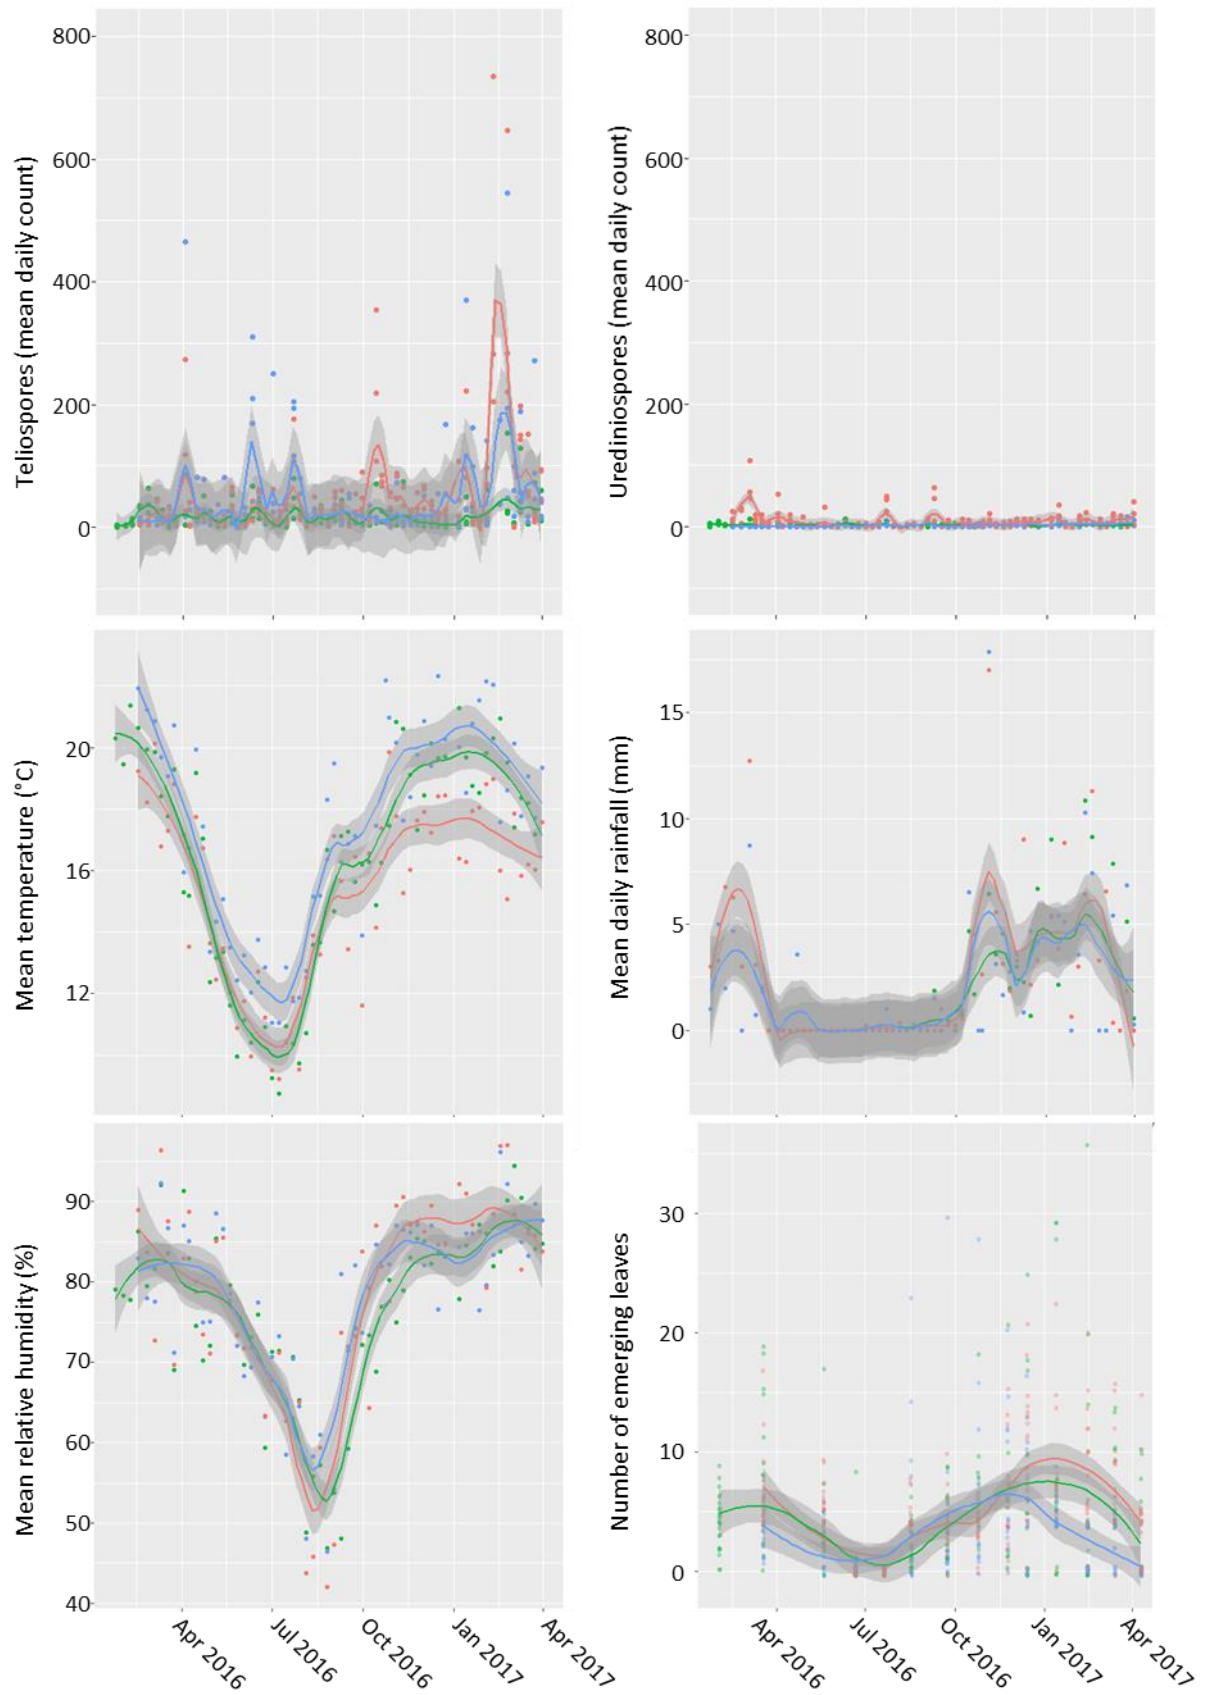 Teliospores (mean daily count)
800
600
400
200
0
Urediniospores (mean daily count)
800
600
400
200
0
Mean temperature (°C)
20
16
12
Mean daily rainfall (mm)
15
10
5
0
Mean relative humidity (%)
90
80
70
60
50
40
Apr 2016
Jul 2016
Oct 2016
Jan 2017
Apr 2017
Number of emerging leaves
30
20
10
0
Apr 2016
Jul 2016
Oct 2016
Jan 2017
Apr 2017